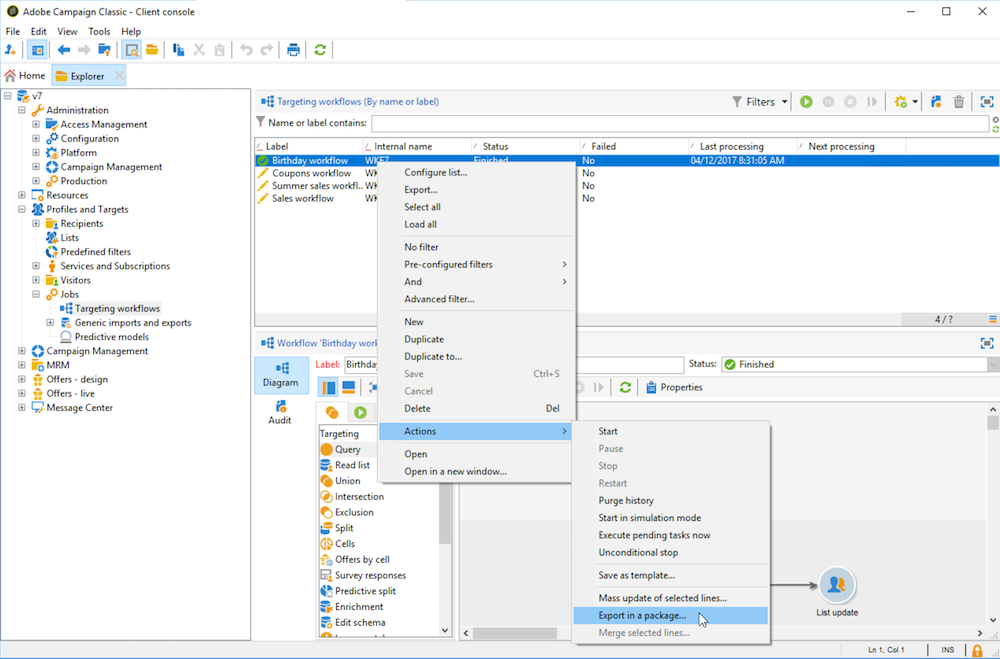 Adobe Campaign Classic - Client console
File Edit View Tools Help
Home Explorer
v7
Administration
Access Management
Configuration
Platform
Campaign Management
Production
Resources
Profiles and Targets
Recipients
Lists
Predefined filters
Services and Subscriptions
Visitors
Jobs
Targeting workflows
Generic imports and exports
Predictive models
Campaign Management
MRM
Offers - design
Offers - live
Message Center
Targeting workflows (By name or label)
Filters
Name or label contains:
Label Internal name Status Failed Last processing Next processing
Birthday workflow WKF7 Finished No 04/12/2017 8:31:05 AM
Coupons workflow WK No
Summer sales workfl.. WK No
Sales workflow WK No
4 / ?
Configure list...
Export...
Select all
Load all
No filter
Pre-configured filters
And
Advanced filter...
New
Duplicate
Duplicate to...
Save Ctrl+S
Cancel
Delete Del
Actions
Open
Open in a new window...
Workflow 'Birthday work
Diagram
Audit
Label: Birthda
Status: Finished
Properties
Targeting
Query
Read list
Union
Intersection
Exclusion
Split
Cells
Offers by cell
Survey responses
Predictive split
Enrichment
Edit schema
Start
Pause
Stop
Restart
Purge history
Start in simulation mode
Execute pending tasks now
Unconditional stop
Save as template...
Mass update of selected lines...
Export in a package...
Merge selected lines...
List update
Ln 1, Col 1 INS